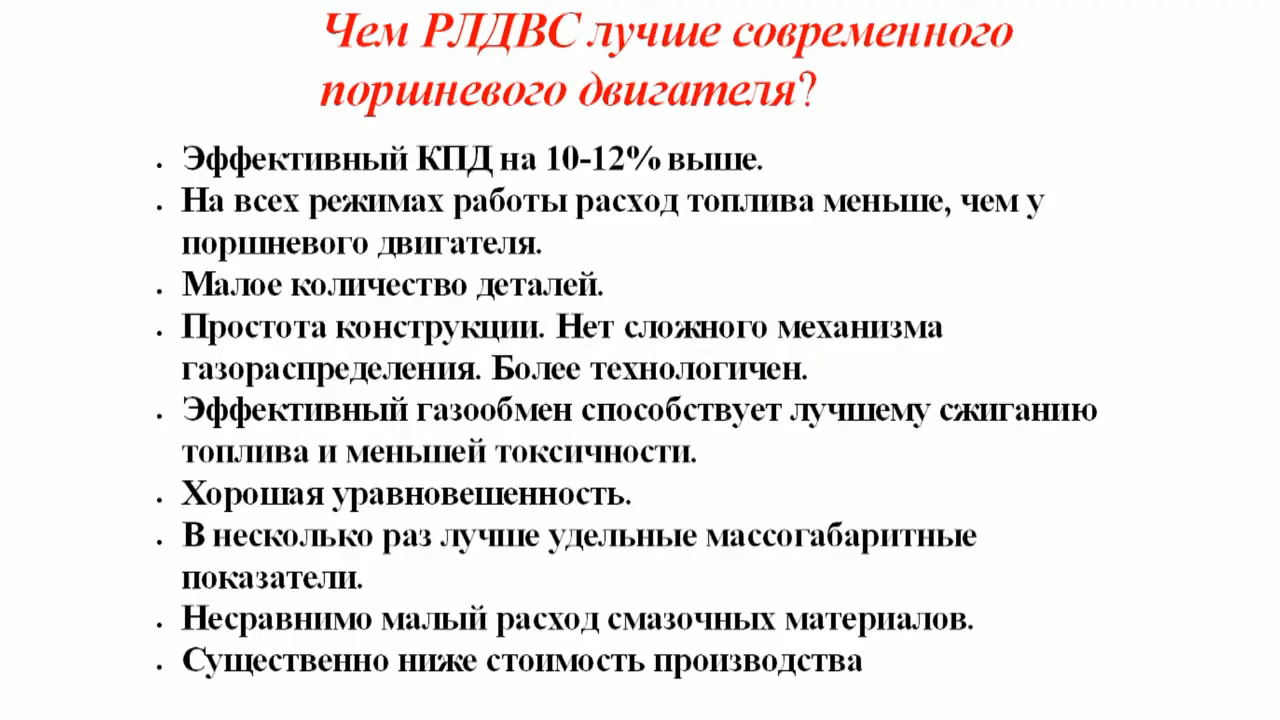 Чем РЛДВС лучше современного
поршневого двигателя?
• Эффективный КПД на 10-12% выше.
• На всех режимах работы расход топлива меньше, чем у
поршневого двигателя.
• Малое количество деталей.
• Простота конструкции. Нет сложного механизма
газораспределения. Более технологичен.
• Эффективный газообмен способствует лучшему сжиганию
топлива и меньшей токсичности.
• Хорошая уравновешенность.
• В несколько раз лучше удельные массогабаритные
показатели.
• Несравнимо малый расход смазочных материалов.
• Существенно ниже стоимость производства